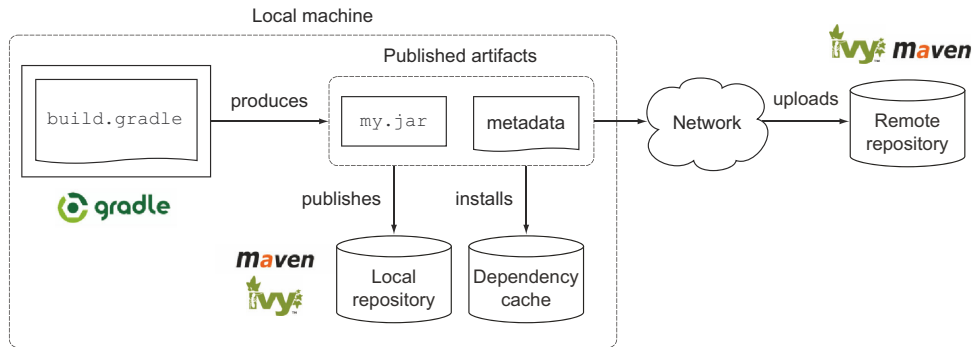 Local machine
Published artifacts
ivy maven
build.gradle
produces
my.jar
metadata
Network
uploads
Remote
repository
gradle
publishes
installs
maven
ivy
Local
repository
Dependency
cache